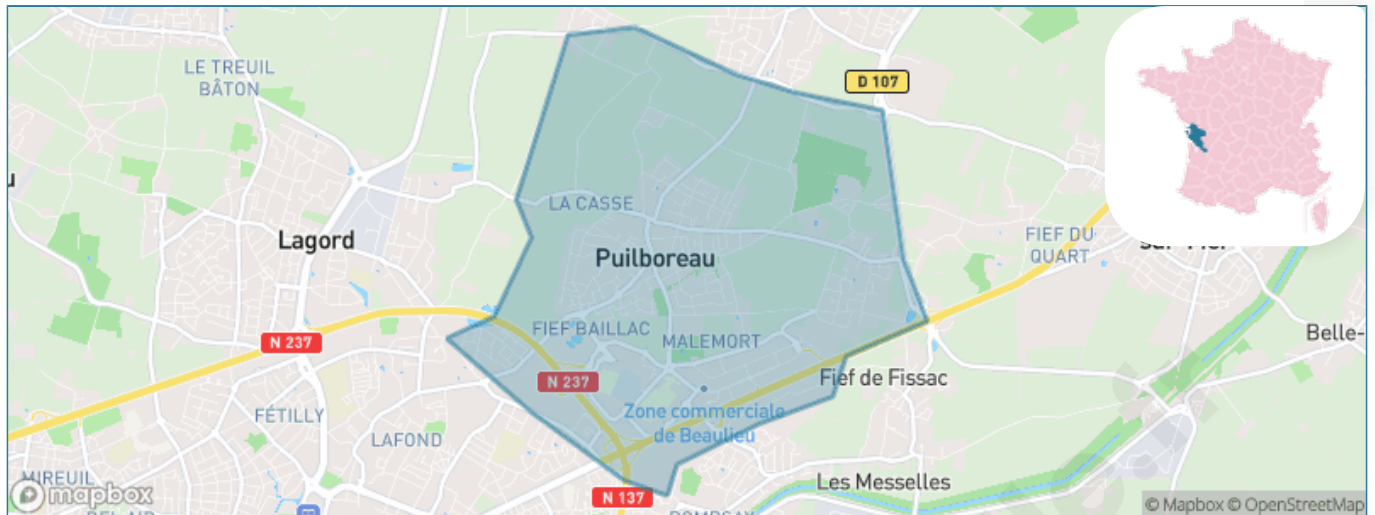 LE TREUIL
BÂTON
D 107
LA CASSE
Lagord
Puilboreau
FIEF DU
QUART
FIEF BAILLAC
MALEMORT
N 237
Belle-
N 237
Fief de Fissac
Zone commerciale
de Beaulieu
FÉTILLY
LAFOND
MIREUIL
Les Messelles
mapbox
N 137
© Mapbox © OpenStreetMap